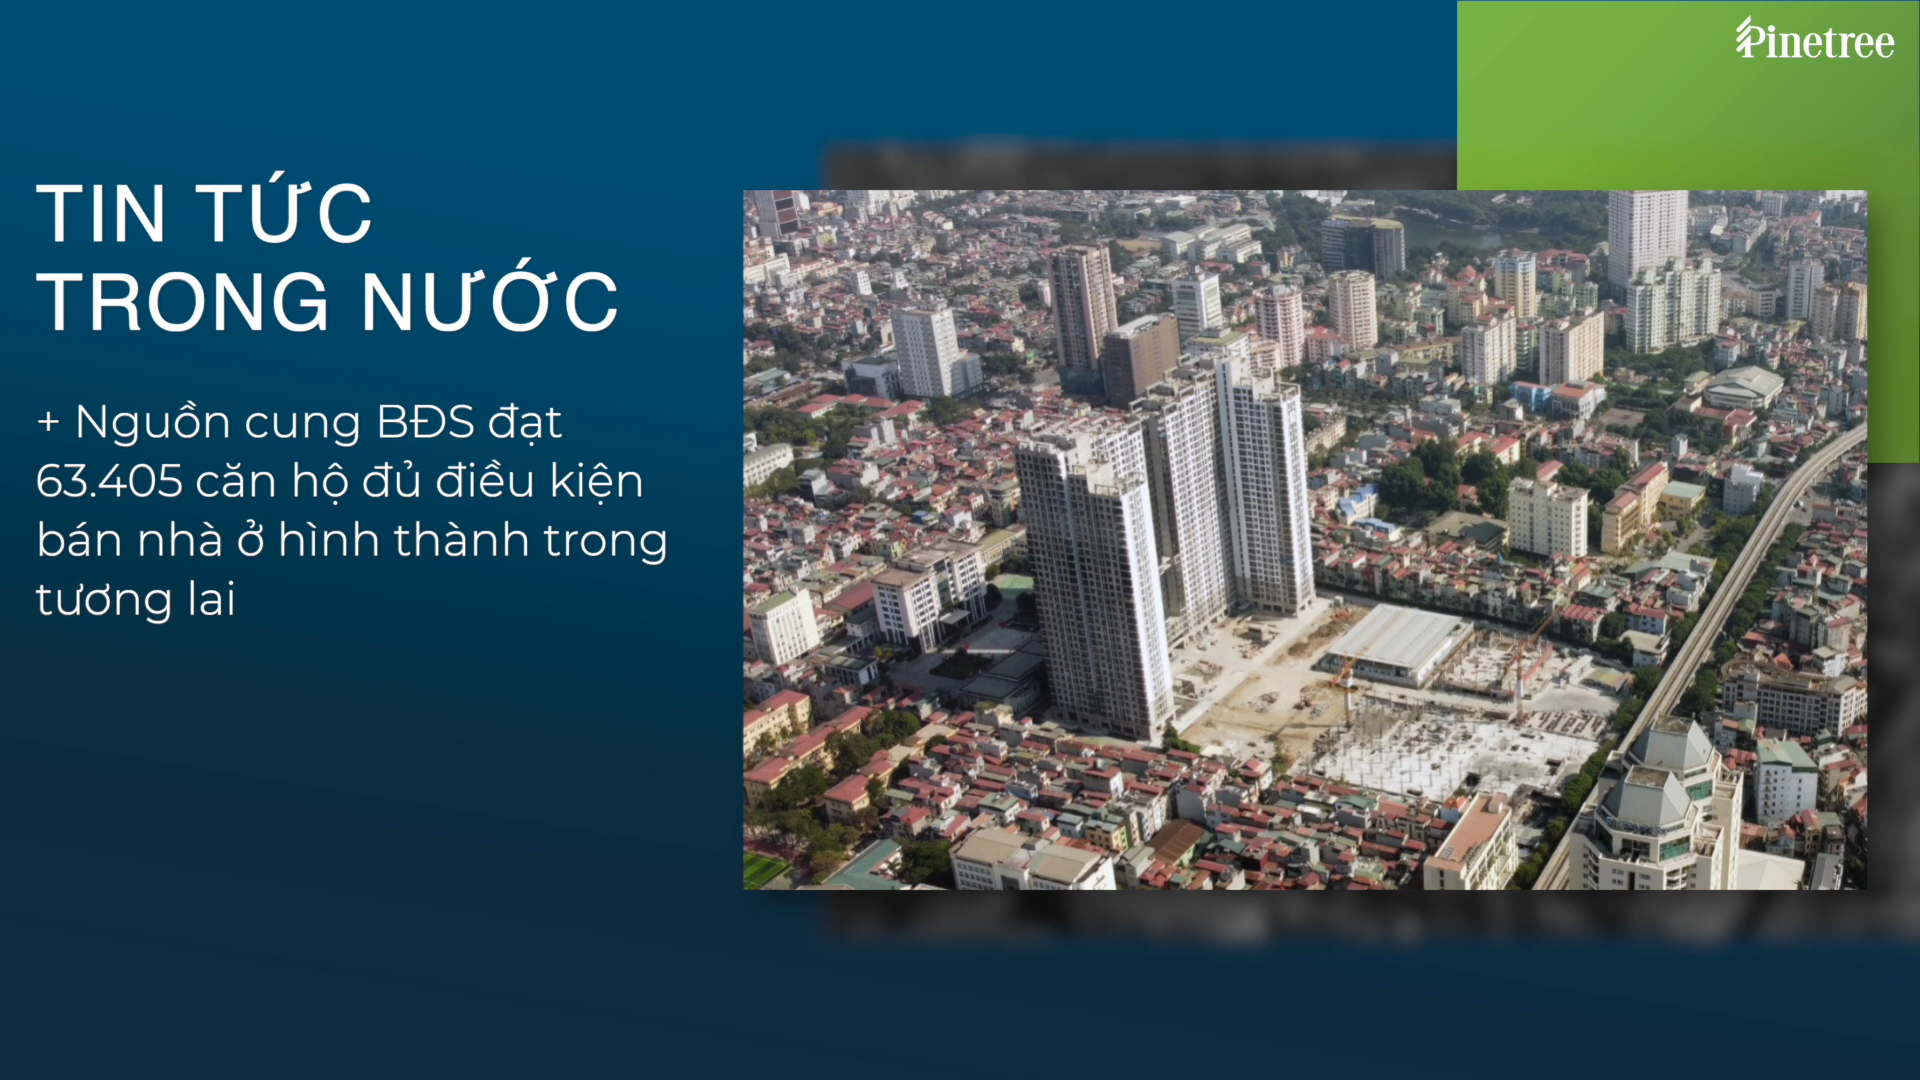 Pinetree
TIN TỨC
TRONG NƯỚC
+ Nguồn cung BĐS đạt
63.405 căn hộ đủ điều kiện
bán nhà ở hình thành trong
tương lai